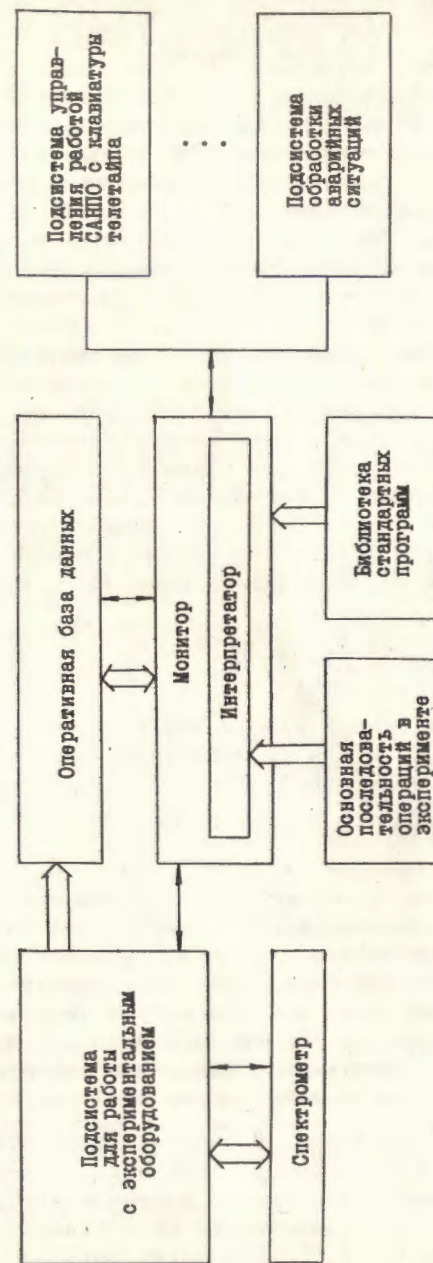 Подсистема
для работы
с экспериментальным
оборудованием
Спектрометр
Оперативная база данных
Монитор
Интерпретатор
Основная
последова-
тельность
операций в
эксперименте
Библиотека
стандартных
программ
Подсистема управ-
ления работой
САНПО с клавиатуры
телетайпа
. . .
Подсистема
обработки
аварийных
ситуаций